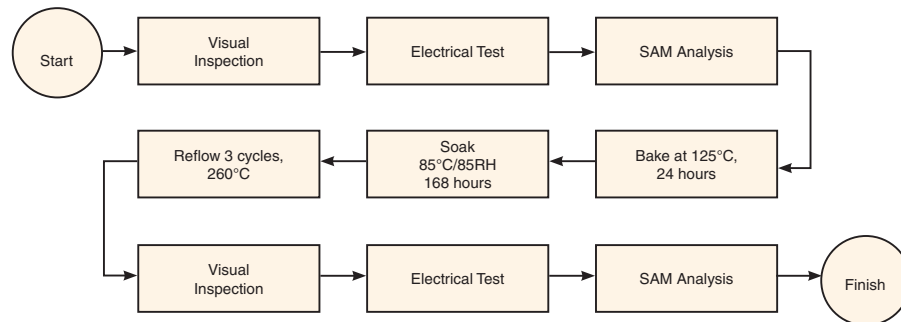 Start
Visual
Inspection
Electrical Test
SAM Analysis
Bake at 125°C,
24 hours
Soak
85°C/85RH
168 hours
Reflow 3 cycles,
260°C
Visual
Inspection
Electrical Test
SAM Analysis
Finish